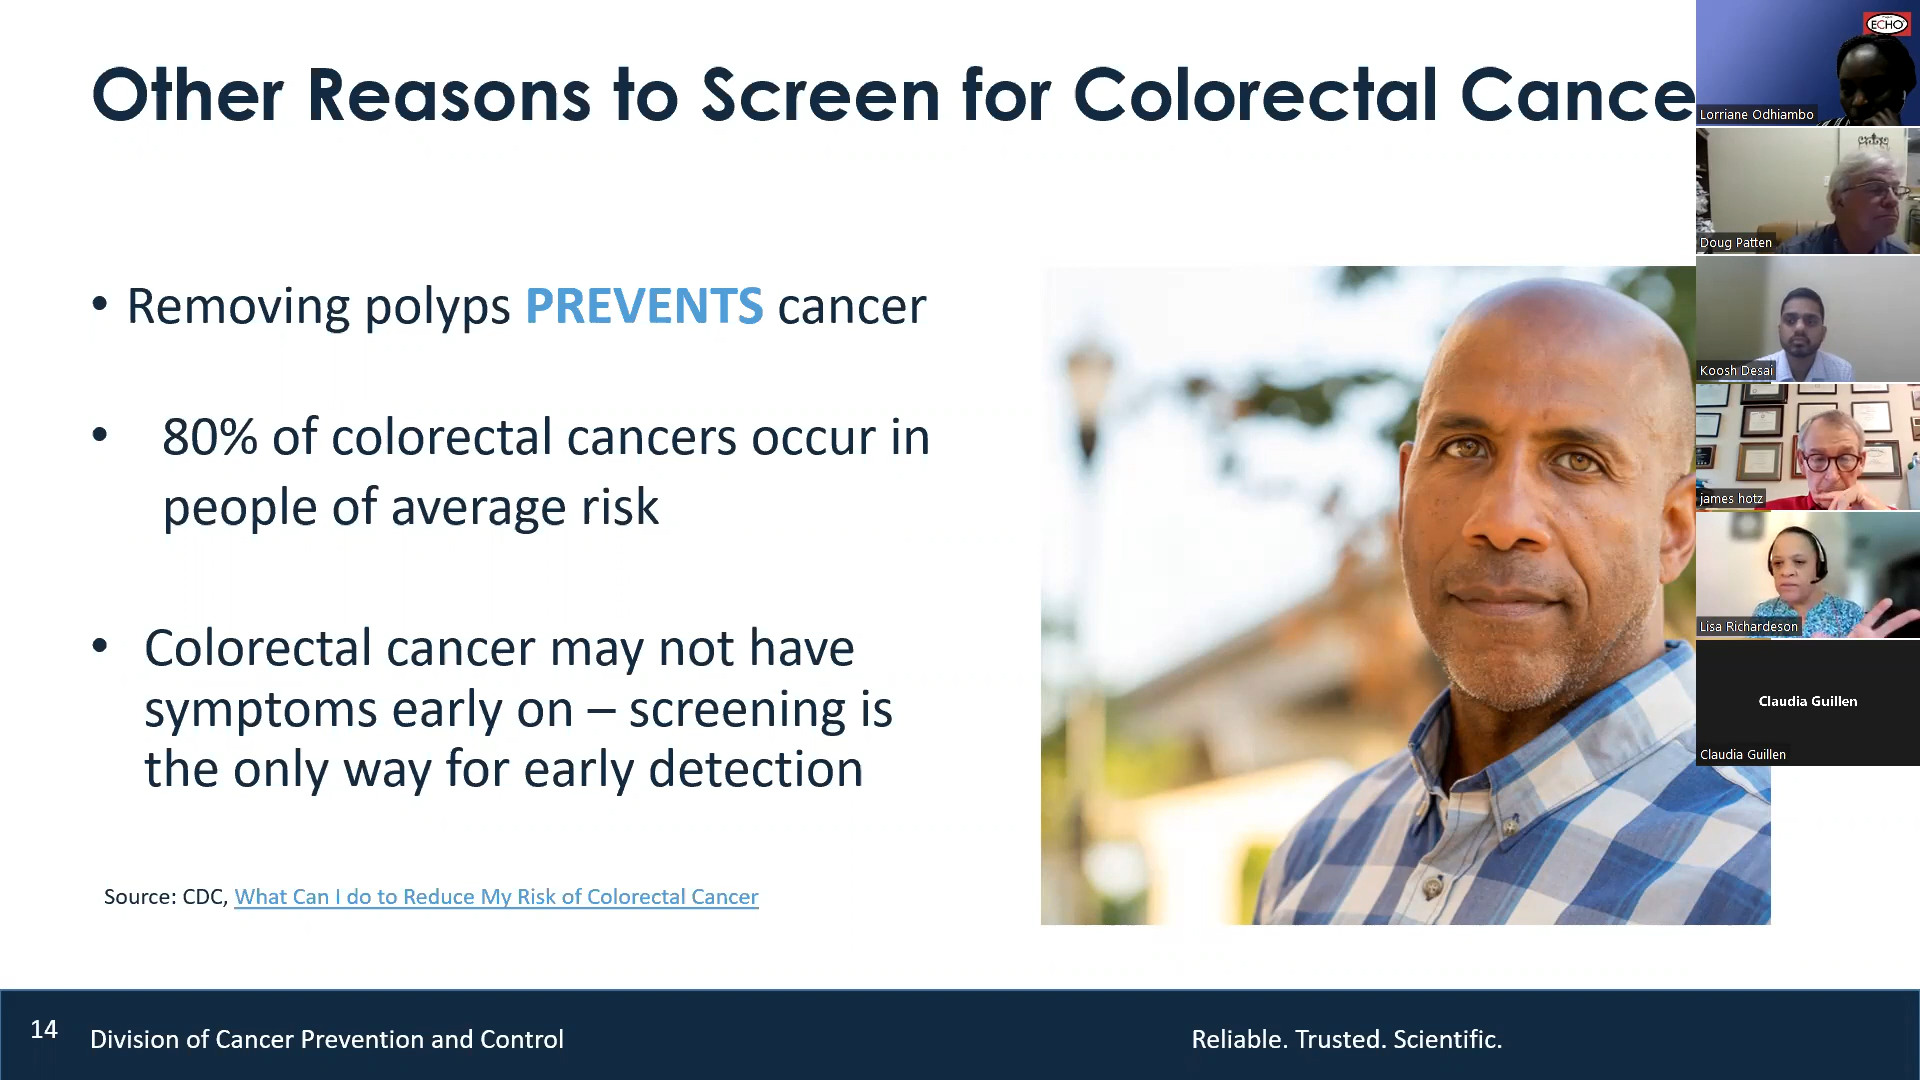 Other Reasons to Screen for Colorectal Cance
• Removing polyps PREVENTS cancer
• 80% of colorectal cancers occur in
people of average risk
• Colorectal cancer may not have
symptoms early on – screening is
the only way for early detection
Source: CDC, What Can I do to Reduce My Risk of Colorectal Cancer
14
Division of Cancer Prevention and Control
Reliable. Trusted. Scientific.
ECHO
Lorriane Odhiambo
Doug Patten
Koosh Desai
james hotz
Lisa Richardeson
Claudia Guillen
Claudia Guillen